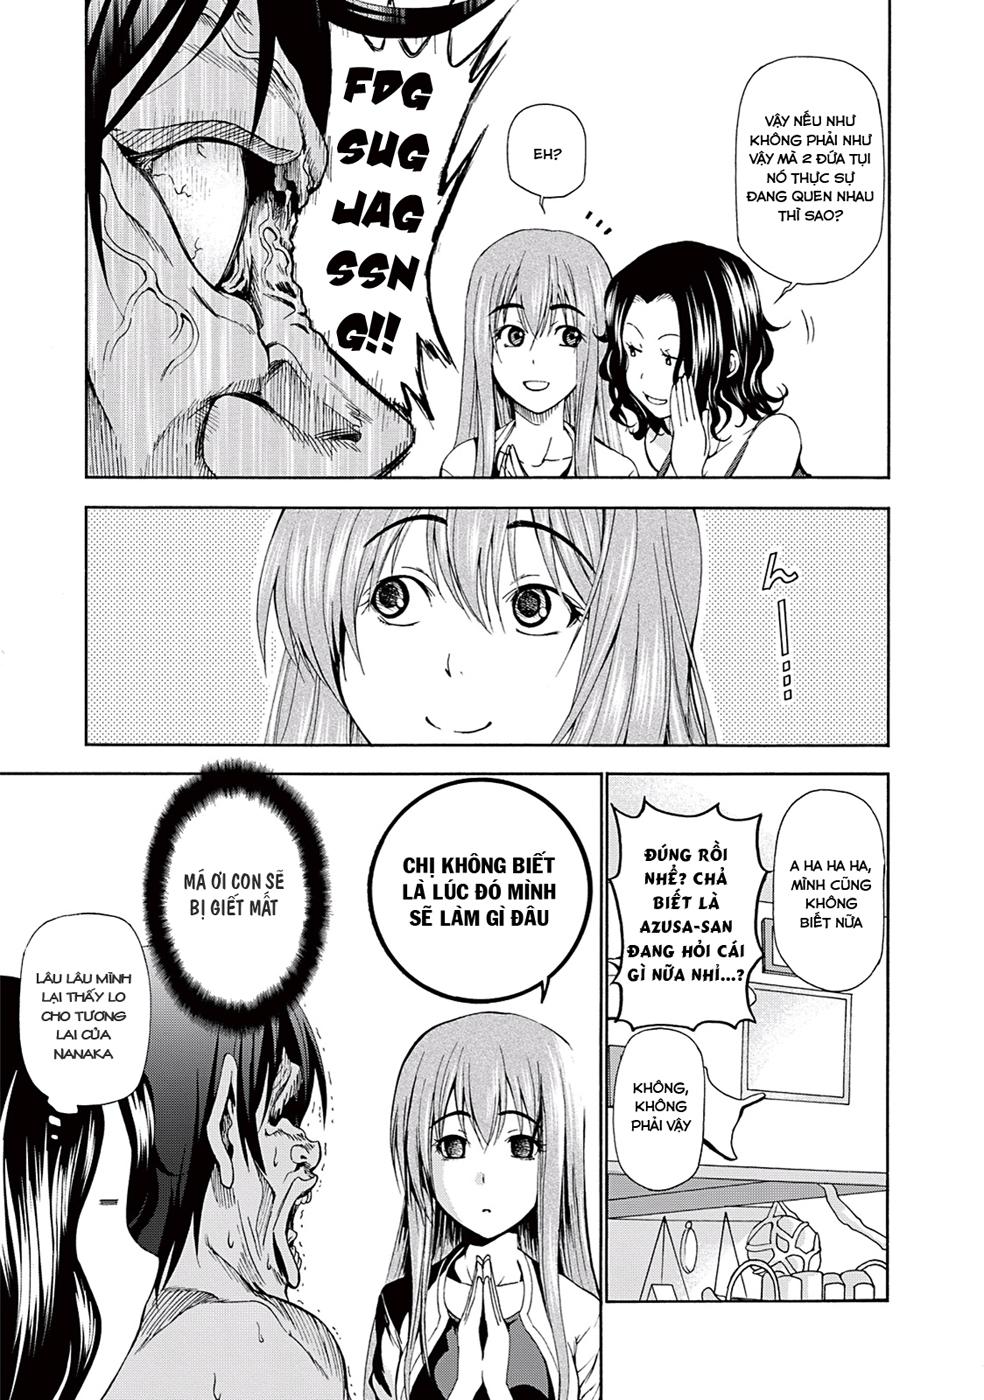 VẬY NẾU NHƯ
KHÔNG PHẢI NHƯ
VẬY MÀ 2 ĐỨA TỤI
NÓ THỰC SỰ
ĐANG QUEN NHAU
THÌ SAO?
EH?
FDG
SUG
JAG
SSN
G!!
んー……
A HA HA HA,
MÌNH CŨNG
KHÔNG
BIẾT NỮA
ĐÚNG RỒI
NHỂ? CHẢ
BIẾT LÀ
AZUSA-SAN
ĐANG HỎI CÁI
GÌ NỮA NHỈ...?
KHÔNG,
KHÔNG
PHẢI VẬY
CHỊ KHÔNG BIẾT
LÀ LÚC ĐÓ MÌNH
SẼ LÀM GÌ ĐÂU
MÁ ƠI CON SẼ
BỊ GIẾT MẤT
LÂU LÂU MÌNH
LẠI THẤY LO
CHO TƯƠNG
LAI CỦA
NANAKA